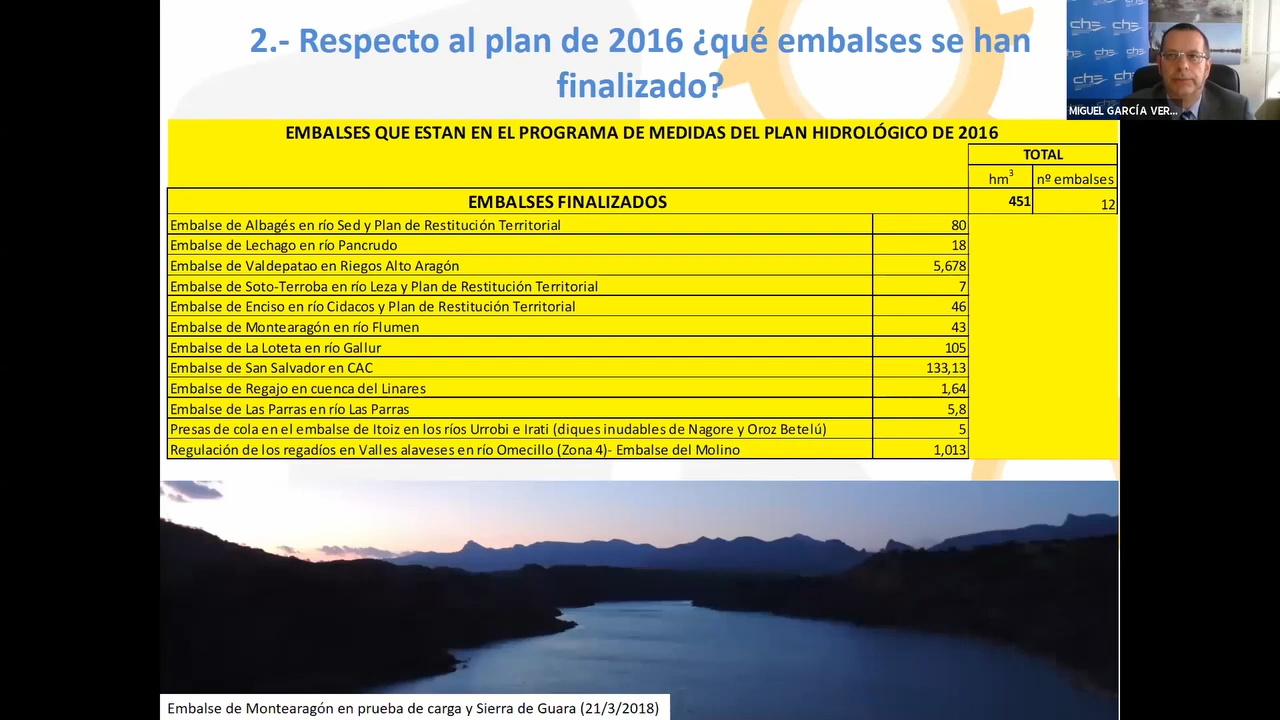 2.- Respecto al plan de 2016 ¿qué embalses se han
finalizado?
che
che
che
che
che
MIGUEL GARCÍA VER...
EMBALSES QUE ESTAN EN EL PROGRAMA DE MEDIDAS DEL PLAN HIDROLÓGICO DE 2016
TOTAL
hm³ nº embalses
EMBALSES FINALIZADOS 451 12
Embalse de Albagés en río Sed y Plan de Restitución Territorial 80
Embalse de Lechago en río Pancrudo 18
Embalse de Valdepatao en Riegos Alto Aragón 5,678
Embalse de Soto-Terroba en río Leza y Plan de Restitución Territorial 7
Embalse de Enciso en río Cidacos y Plan de Restitución Territorial 46
Embalse de Montearagón en río Flumen 43
Embalse de La Loteta en río Gallur 105
Embalse de San Salvador en CAC 133,13
Embalse de Regajo en cuenca del Linares 1,64
Embalse de Las Parras en río Las Parras 5,8
Presas de cola en el embalse de Itoiz en los ríos Urrobi e Irati (diques inudables de Nagore y Oroz Betelú) 5
Regulación de los regadíos en Valles alaveses en río Omecillo (Zona 4)- Embalse del Molino 1,013
Embalse de Montearagón en prueba de carga y Sierra de Guara (21/3/2018)